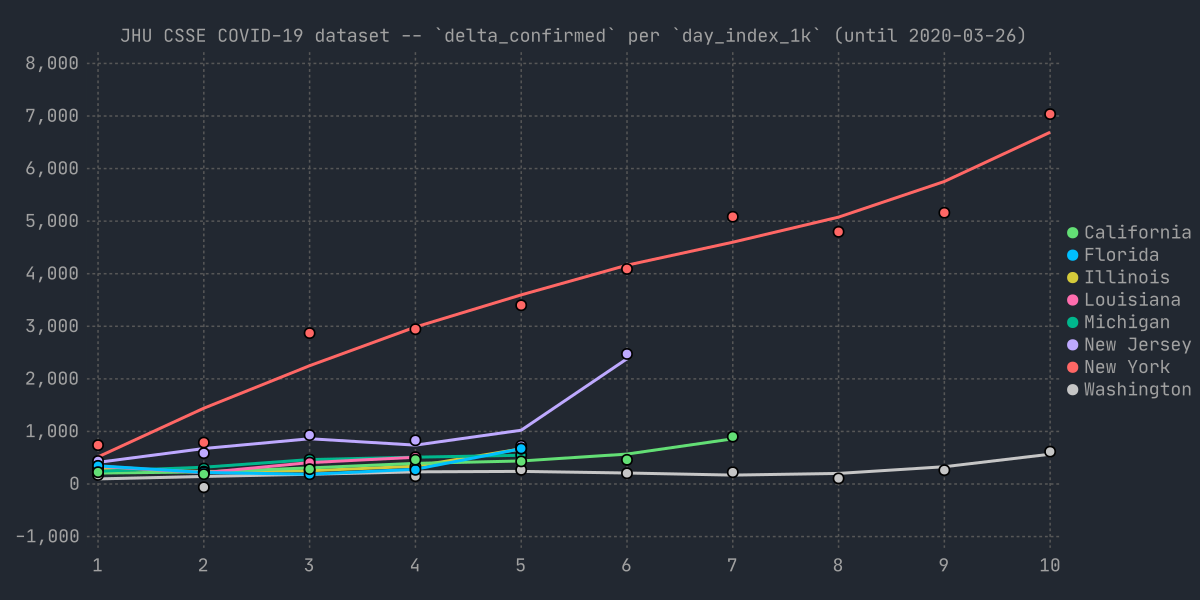 JHU CSSE COVID-19 dataset -- `delta_confirmed` per `day_index_1k` (until 2020-03-26)
8,000
7,000
6,000
5,000
4,000
3,000
2,000
1,000
0
-1,000
1 2 3 4 5 6 7 8 9 10
California
Florida
Illinois
Louisiana
Michigan
New Jersey
New York
Washington